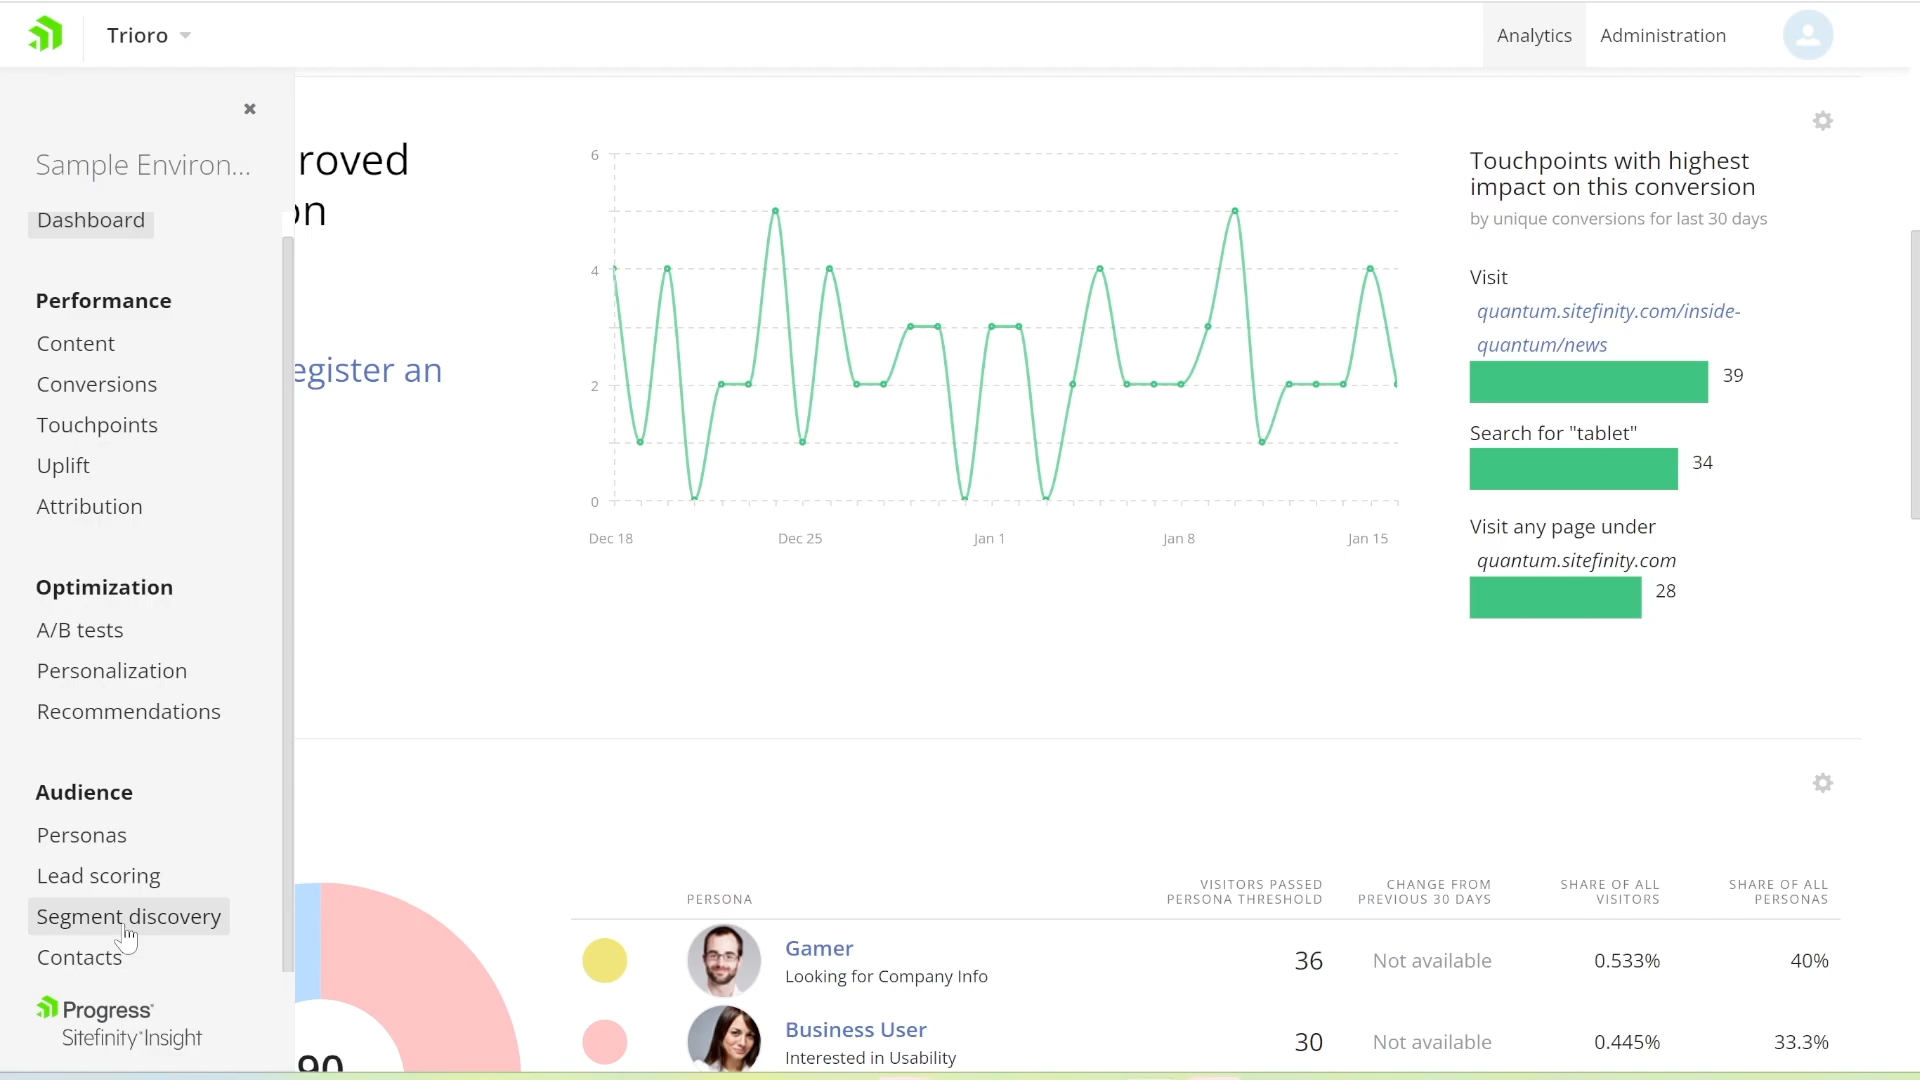 Trioro
Analytics
Administration
Sample Environ...
Dashboard
Performance
Content
Conversions
Touchpoints
Uplift
Attribution
Optimization
A/B tests
Personalization
Recommendations
Audience
Personas
Lead scoring
Segment discovery
Contacts
Progress
Sitefinity Insight
roved
on
egister an
6
4
2
0
Dec 18
Dec 25
Jan 1
Jan 8
Jan 15
Touchpoints with highest
impact on this conversion
by unique conversions for last 30 days
Visit
quantum.sitefinity.com/inside-
quantum/news
39
Search for "tablet"
34
Visit any page under
quantum.sitefinity.com
28
90
PERSONA
VISITORS PASSED
PERSONA THRESHOLD
CHANGE FROM
PREVIOUS 30 DAYS
SHARE OF ALL
VISITORS
SHARE OF ALL
PERSONAS
Gamer
Looking for Company Info
36
Not available
0.533%
40%
Business User
Interested in Usability
30
Not available
0.445%
33.3%